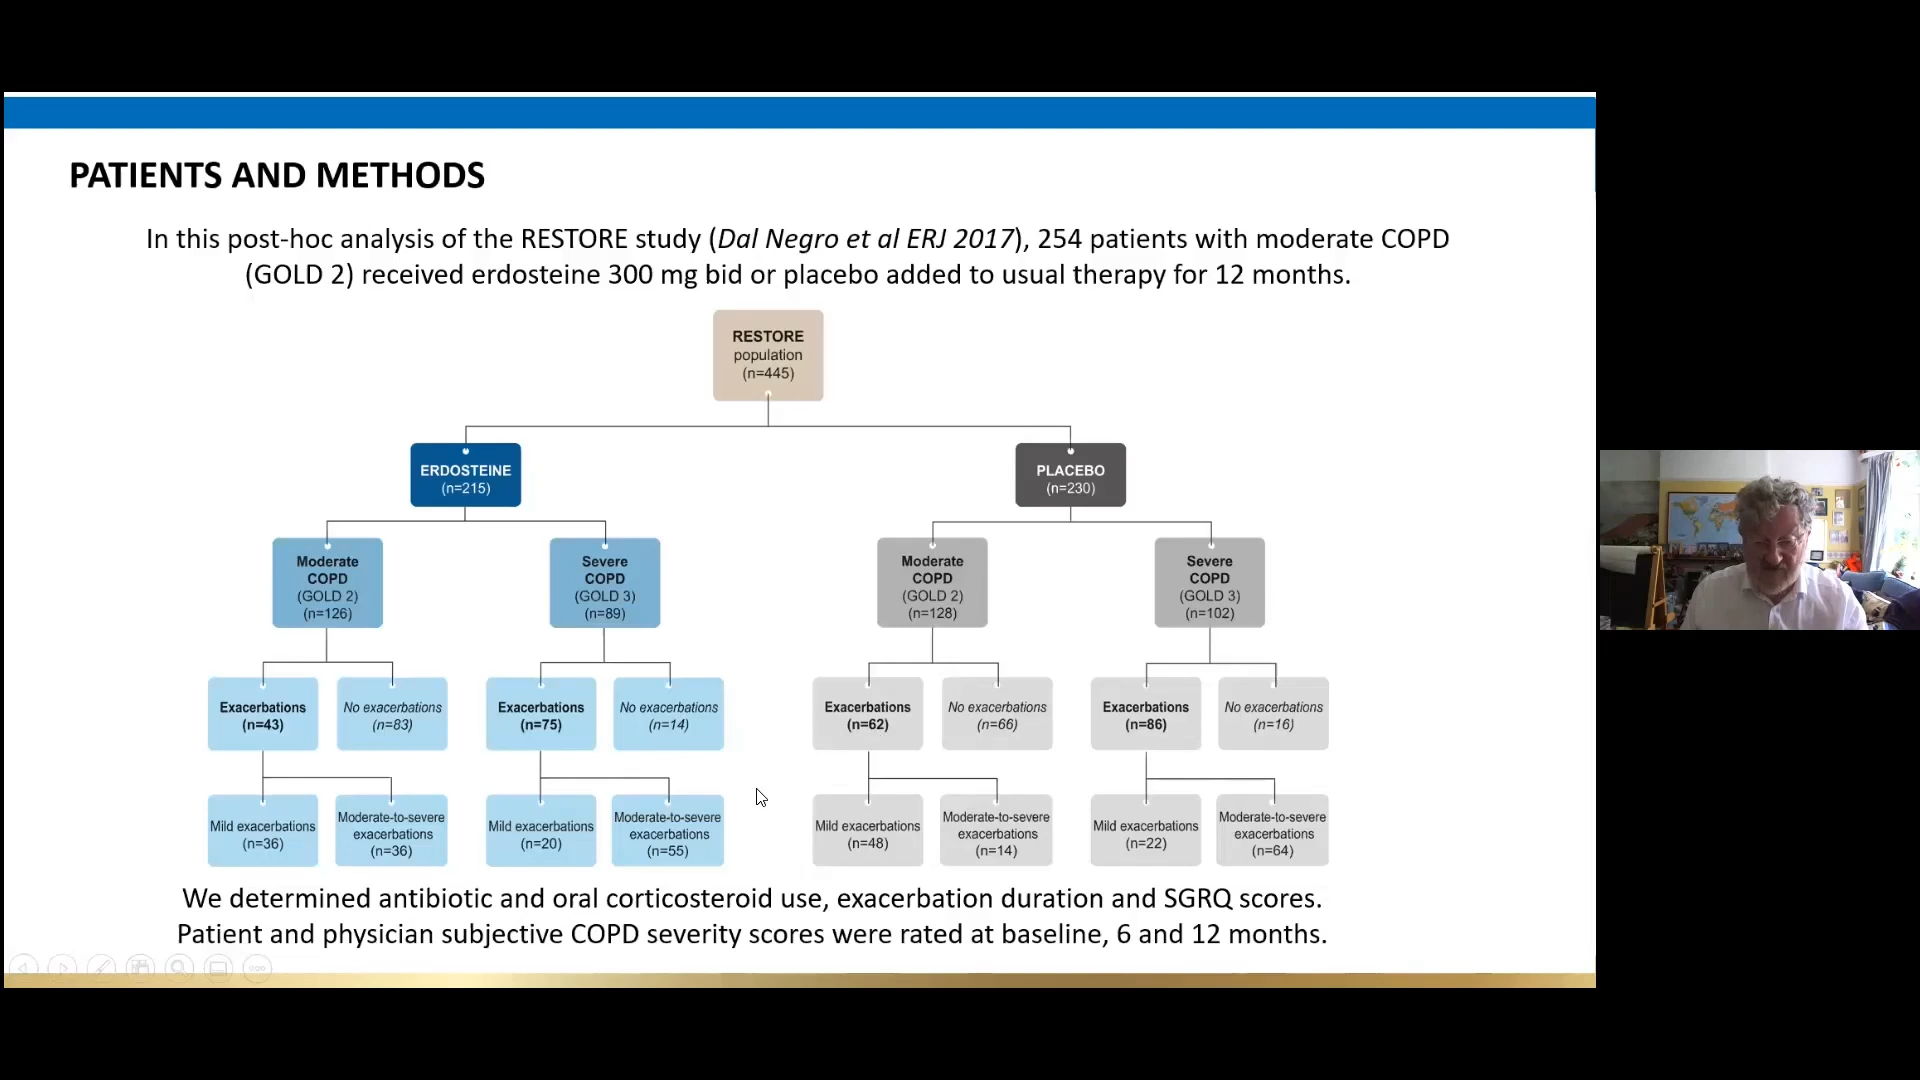 PATIENTS AND METHODS
In this post-hoc analysis of the RESTORE study (Dal Negro et al ERJ 2017), 254 patients with moderate COPD
(GOLD 2) received erdosteine 300 mg bid or placebo added to usual therapy for 12 months.
RESTORE
population
(n=445)
ERDOSTEINE
(n=215)
PLACEBO
(n=230)
Moderate
COPD
(GOLD 2)
(n=126)
Severe
COPD
(GOLD 3)
(n=89)
Moderate
COPD
(GOLD 2)
(n=128)
Severe
COPD
(GOLD 3)
(n=102)
Exacerbations
(n=43)
No exacerbations
(n=83)
Exacerbations
(n=75)
No exacerbations
(n=14)
Exacerbations
(n=62)
No exacerbations
(n=66)
Exacerbations
(n=86)
No exacerbations
(n=16)
Mild exacerbations
(n=36)
Moderate-to-severe
exacerbations
(n=36)
Mild exacerbations
(n=20)
Moderate-to-severe
exacerbations
(n=55)
Mild exacerbations
(n=48)
Moderate-to-severe
exacerbations
(n=14)
Mild exacerbations
(n=22)
Moderate-to-severe
exacerbations
(n=64)
We determined antibiotic and oral corticosteroid use, exacerbation duration and SGRQ scores.
Patient and physician subjective COPD severity scores were rated at baseline, 6 and 12 months.